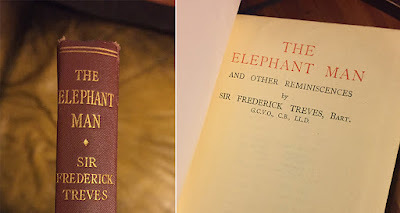 THE
ELEPHANT
MAN
SIR
FREDERICK
TREVES
THE
ELEPHANT MAN
AND OTHER REMINISCENCES
by
SIR FREDERICK TREVES, Bart.
G.C.V.O., C.B., LL.D.